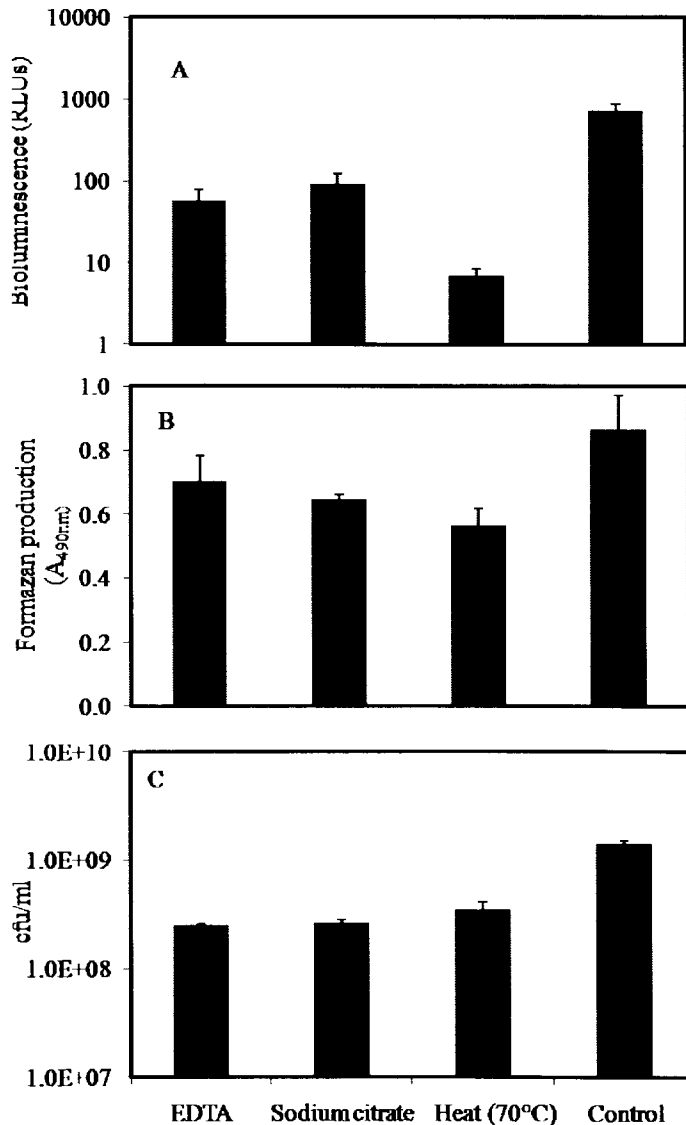 10000
A
1000
100
10
1
Bioluminescence (RLUs)
1.0
B
0.8
0.6
0.4
0.2
0.0
Formazan production
(A490nm)
1.0E+10
C
1.0E+09
1.0E+08
1.0E+07
cfu/ml
EDTA Sodium citrate Heat (70°C) Control